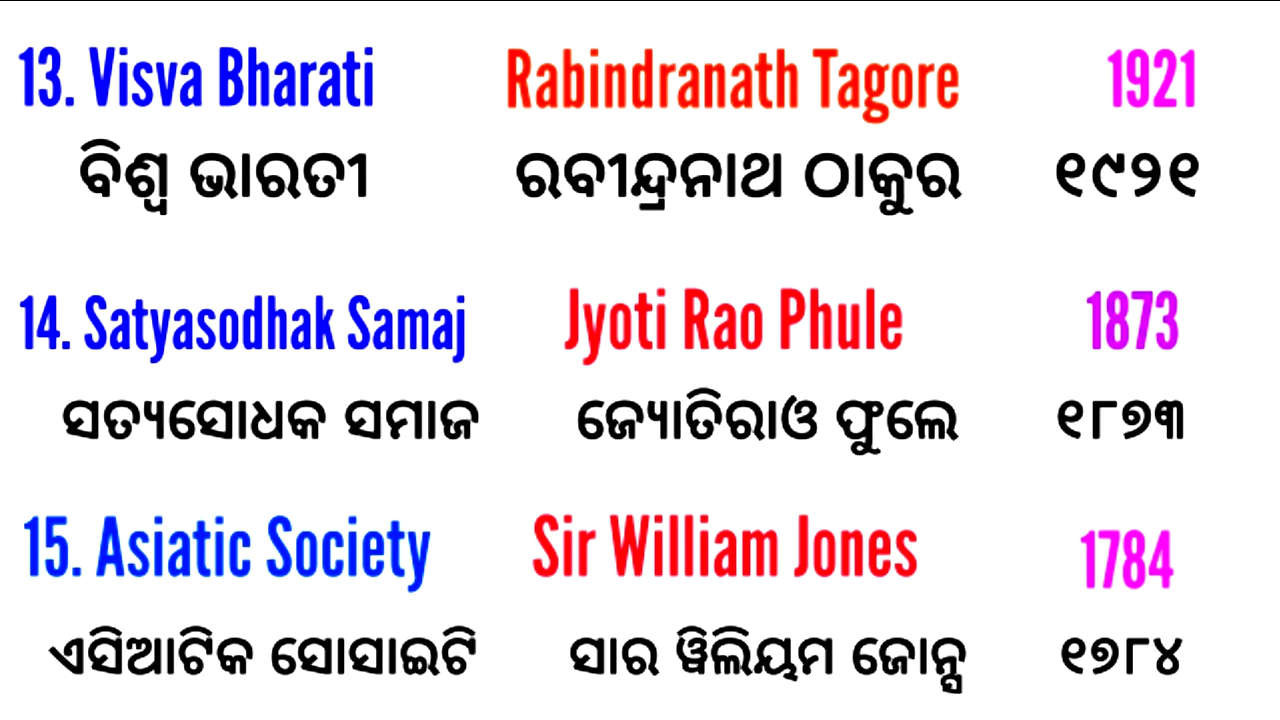 13. Visva Bharati Rabindranath Tagore 1921
ବିଶ୍ୱ ଭାରତୀ ରବୀନ୍ଦ୍ରନାଥ ଠାକୁର ୧୯୨୧
14. Satyasodhak Samaj Jyoti Rao Phule 1873
ସତ୍ୟସୋଧକ ସମାଜ ଜ୍ୟୋତିରାଓ ଫୁଲେ ୧୮୭୩
15. Asiatic Society Sir William Jones 1784
ଏସିଆଟିକ ସୋସାଇଟି ସାର ୱିଲିୟମ ଜୋନ୍ସ ୧୭୮୪